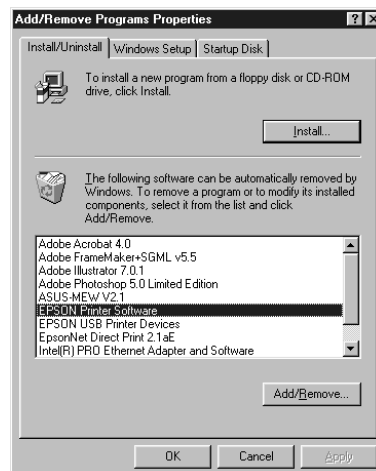 Add/Remove Programs Properties
Install/Uninstall Windows Setup Startup Disk
To install a new program from a floppy disk or CD-ROM
drive, click Install.
Install...
The following software can be automatically removed by
Windows. To remove a program or to modify its installed
components, select it from the list and click
Add/Remove.
Adobe Acrobat 4.0
Adobe FrameMaker+SGML v5.5
Adobe Illustrator 7.0.1
Adobe Photoshop 5.0 Limited Edition
ASUS-MEW V2.1
EPSON Printer Software
EPSON USB Printer Devices
EpsonNet Direct Print 2.1aE
Intel(R) PRO Ethernet Adapter and Software
Add/Remove...
OK Cancel Apply